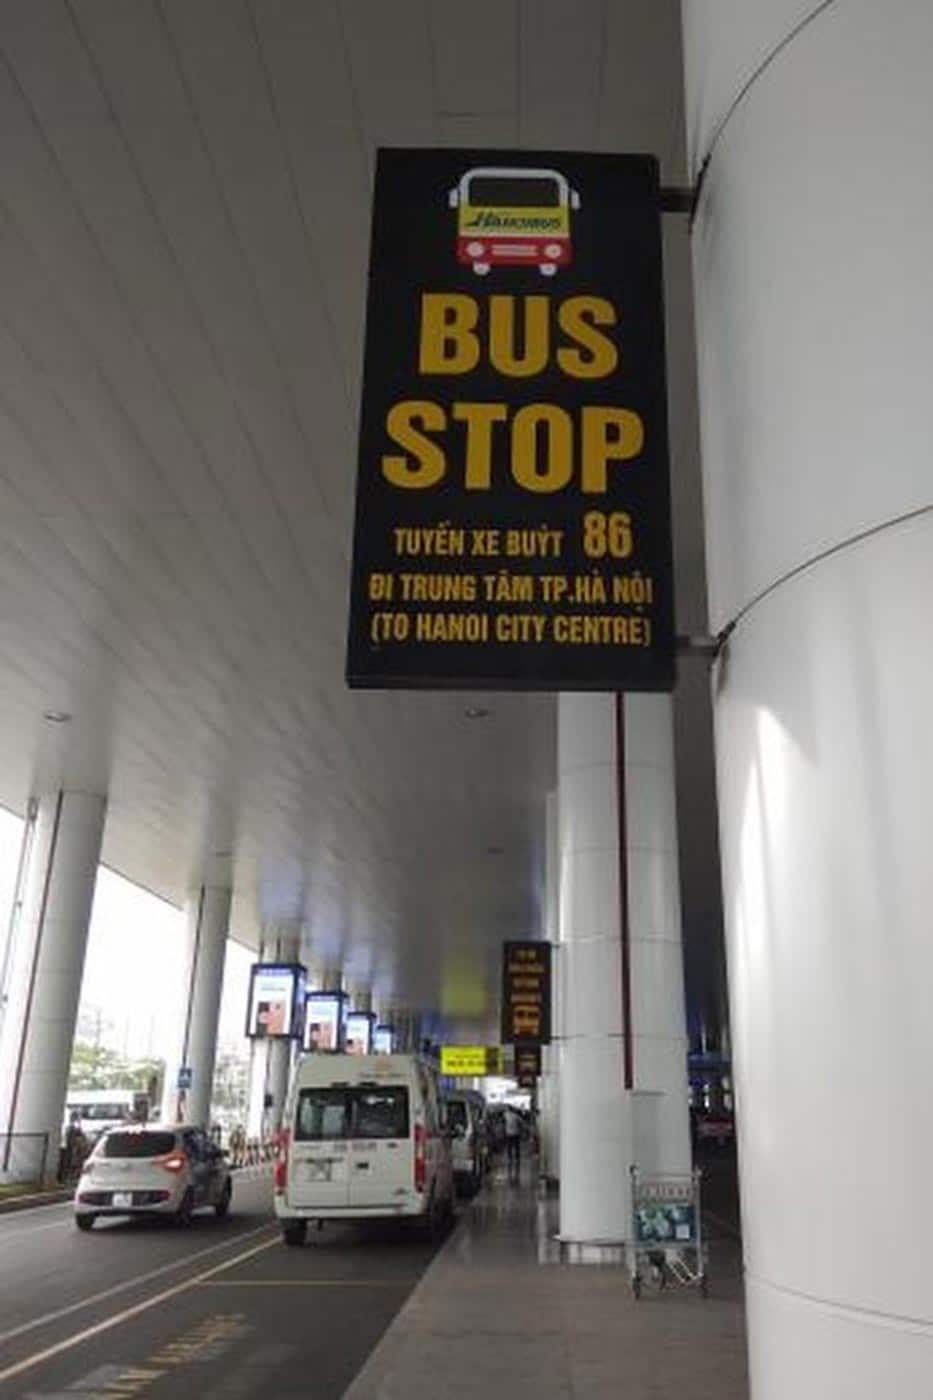 HANOIBUS
BUS
STOP
TUYẾN XE BUÝT 86
ĐI TRUNG TÂM TP.HÀ NỘI
(TO HANOI CITY CENTRE)